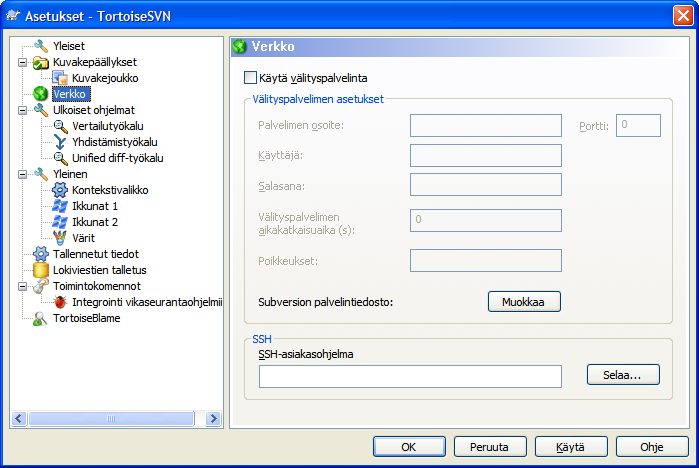 Asetukset - TortoiseSVN
Yleiset
Kuvakepäällykset
Kuvakejoukko
Verkko
Ulkoiset ohjelmat
Vertailutyökalu
Yhdistämistyökalu
Unified diff-työkalu
Yleinen
Kontekstivalikko
Ikkunat 1
Ikkunat 2
Värit
Tallennetut tiedot
Lokiviestien talletus
Toimintokomennot
Integrointi vikaseurantaohjelmii
TortoiseBlame
Verkko
Käytä välityspalvelinta
Välityspalvelimen asetukset
Palvelimen osoite:
Portti: 0
Käyttäjä:
Salasana:
Välityspalvelimen
aikakatkaisuaika (s):
0
Poikkeukset:
Subversion palvelintiedosto: Muokkaa
SSH
SSH-asiakasohjelma
Selaa...
OK Peruuta Käytä Ohje